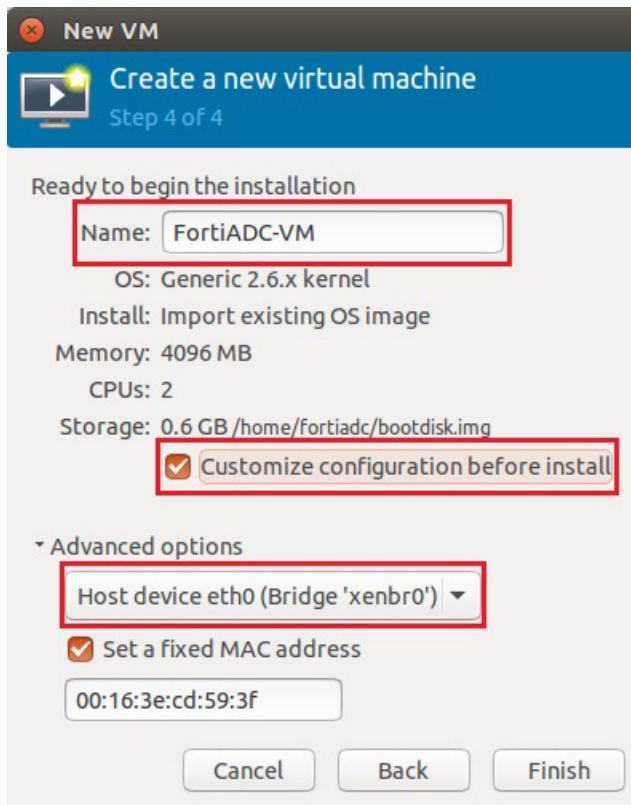 New VM
Create a new virtual machine
Step 4 of 4
Ready to begin the installation
Name: FortiADC-VM
OS: Generic 2.6.x kernel
Install: Import existing OS image
Memory: 4096 MB
CPUs: 2
Storage: 0.6 GB /home/fortiadc/bootdisk.img
Customize configuration before install
Advanced options
Host device eth0 (Bridge 'xenbr0')
Set a fixed MAC address
00:16:3e:cd:59:3f
Cancel Back Finish